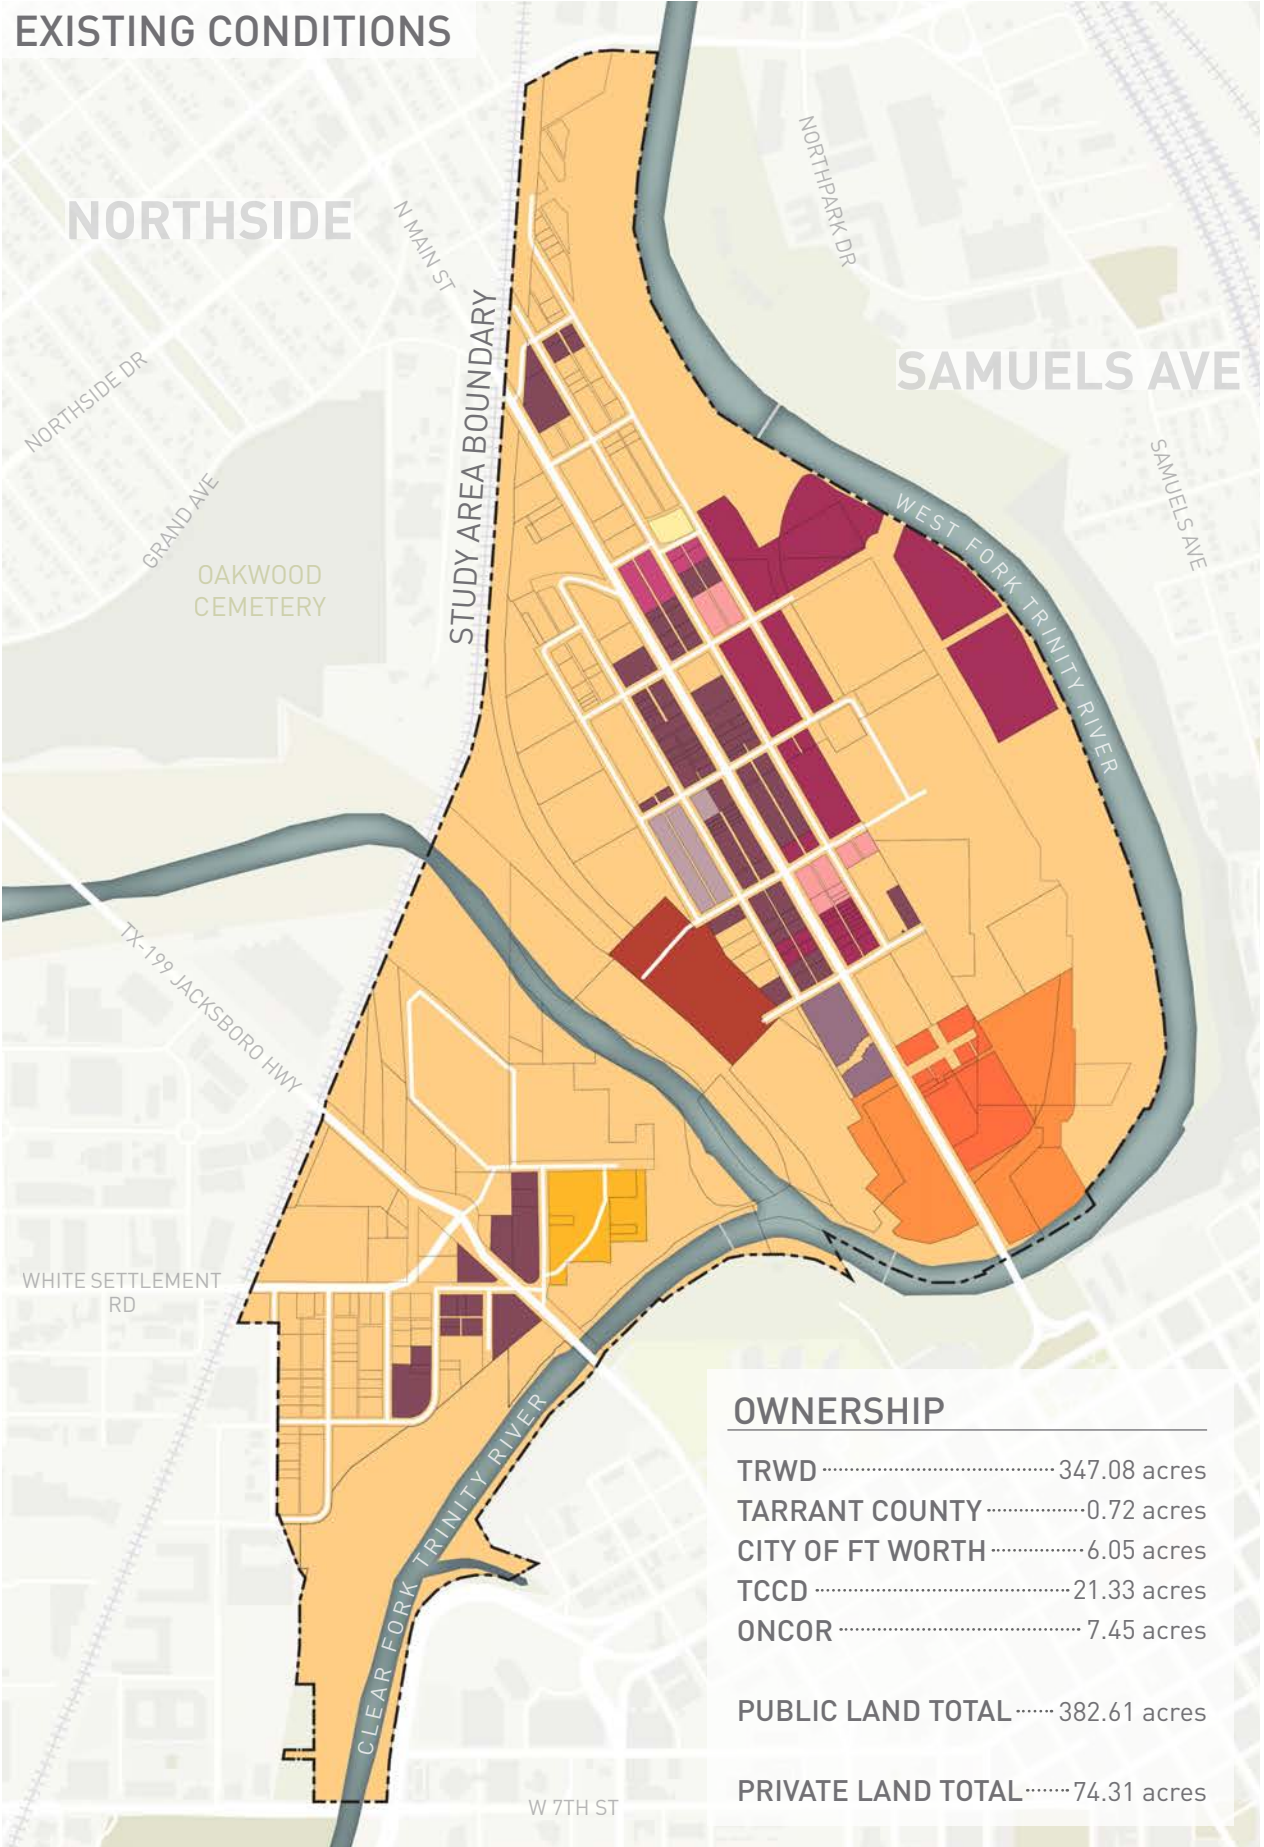 EXISTING CONDITIONS
NORTHSIDE
N MAIN ST
NORTHPARK DR
STUDY AREA BOUNDARY
SAMUELS AVE
NORTHSIDE DR
GRAND AVE
SAMUELS AVE
WEST FORK TRINITY RIVER
OAKWOOD
CEMETERY
TX-199 JACKSBORO HWY
WHITE SETTLEMENT
RD
CLEAR FORK TRINITY RIVER
W 7TH ST
OWNERSHIP
TRWD 347.08 acres
TARRANT COUNTY 0.72 acres
CITY OF FT WORTH 6.05 acres
TCCD 21.33 acres
ONCOR 7.45 acres
PUBLIC LAND TOTAL 382.61 acres
PRIVATE LAND TOTAL 74.31 acres